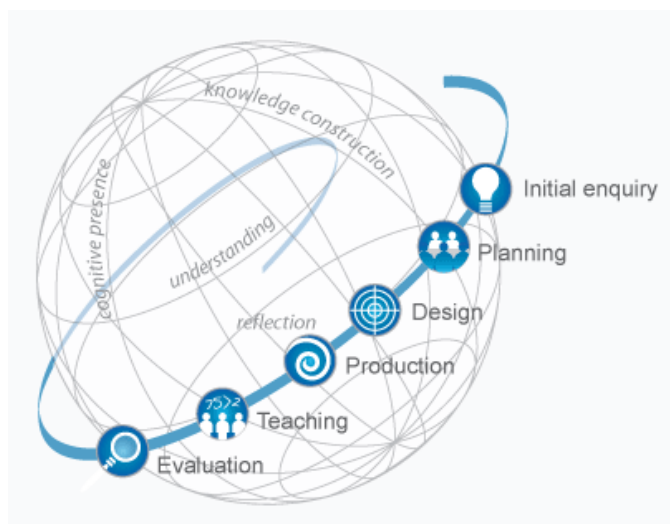 knowledge construction
cognitive presence
understanding
reflection
Initial enquiry
Planning
Design
Production
75>2
Teaching
Evaluation